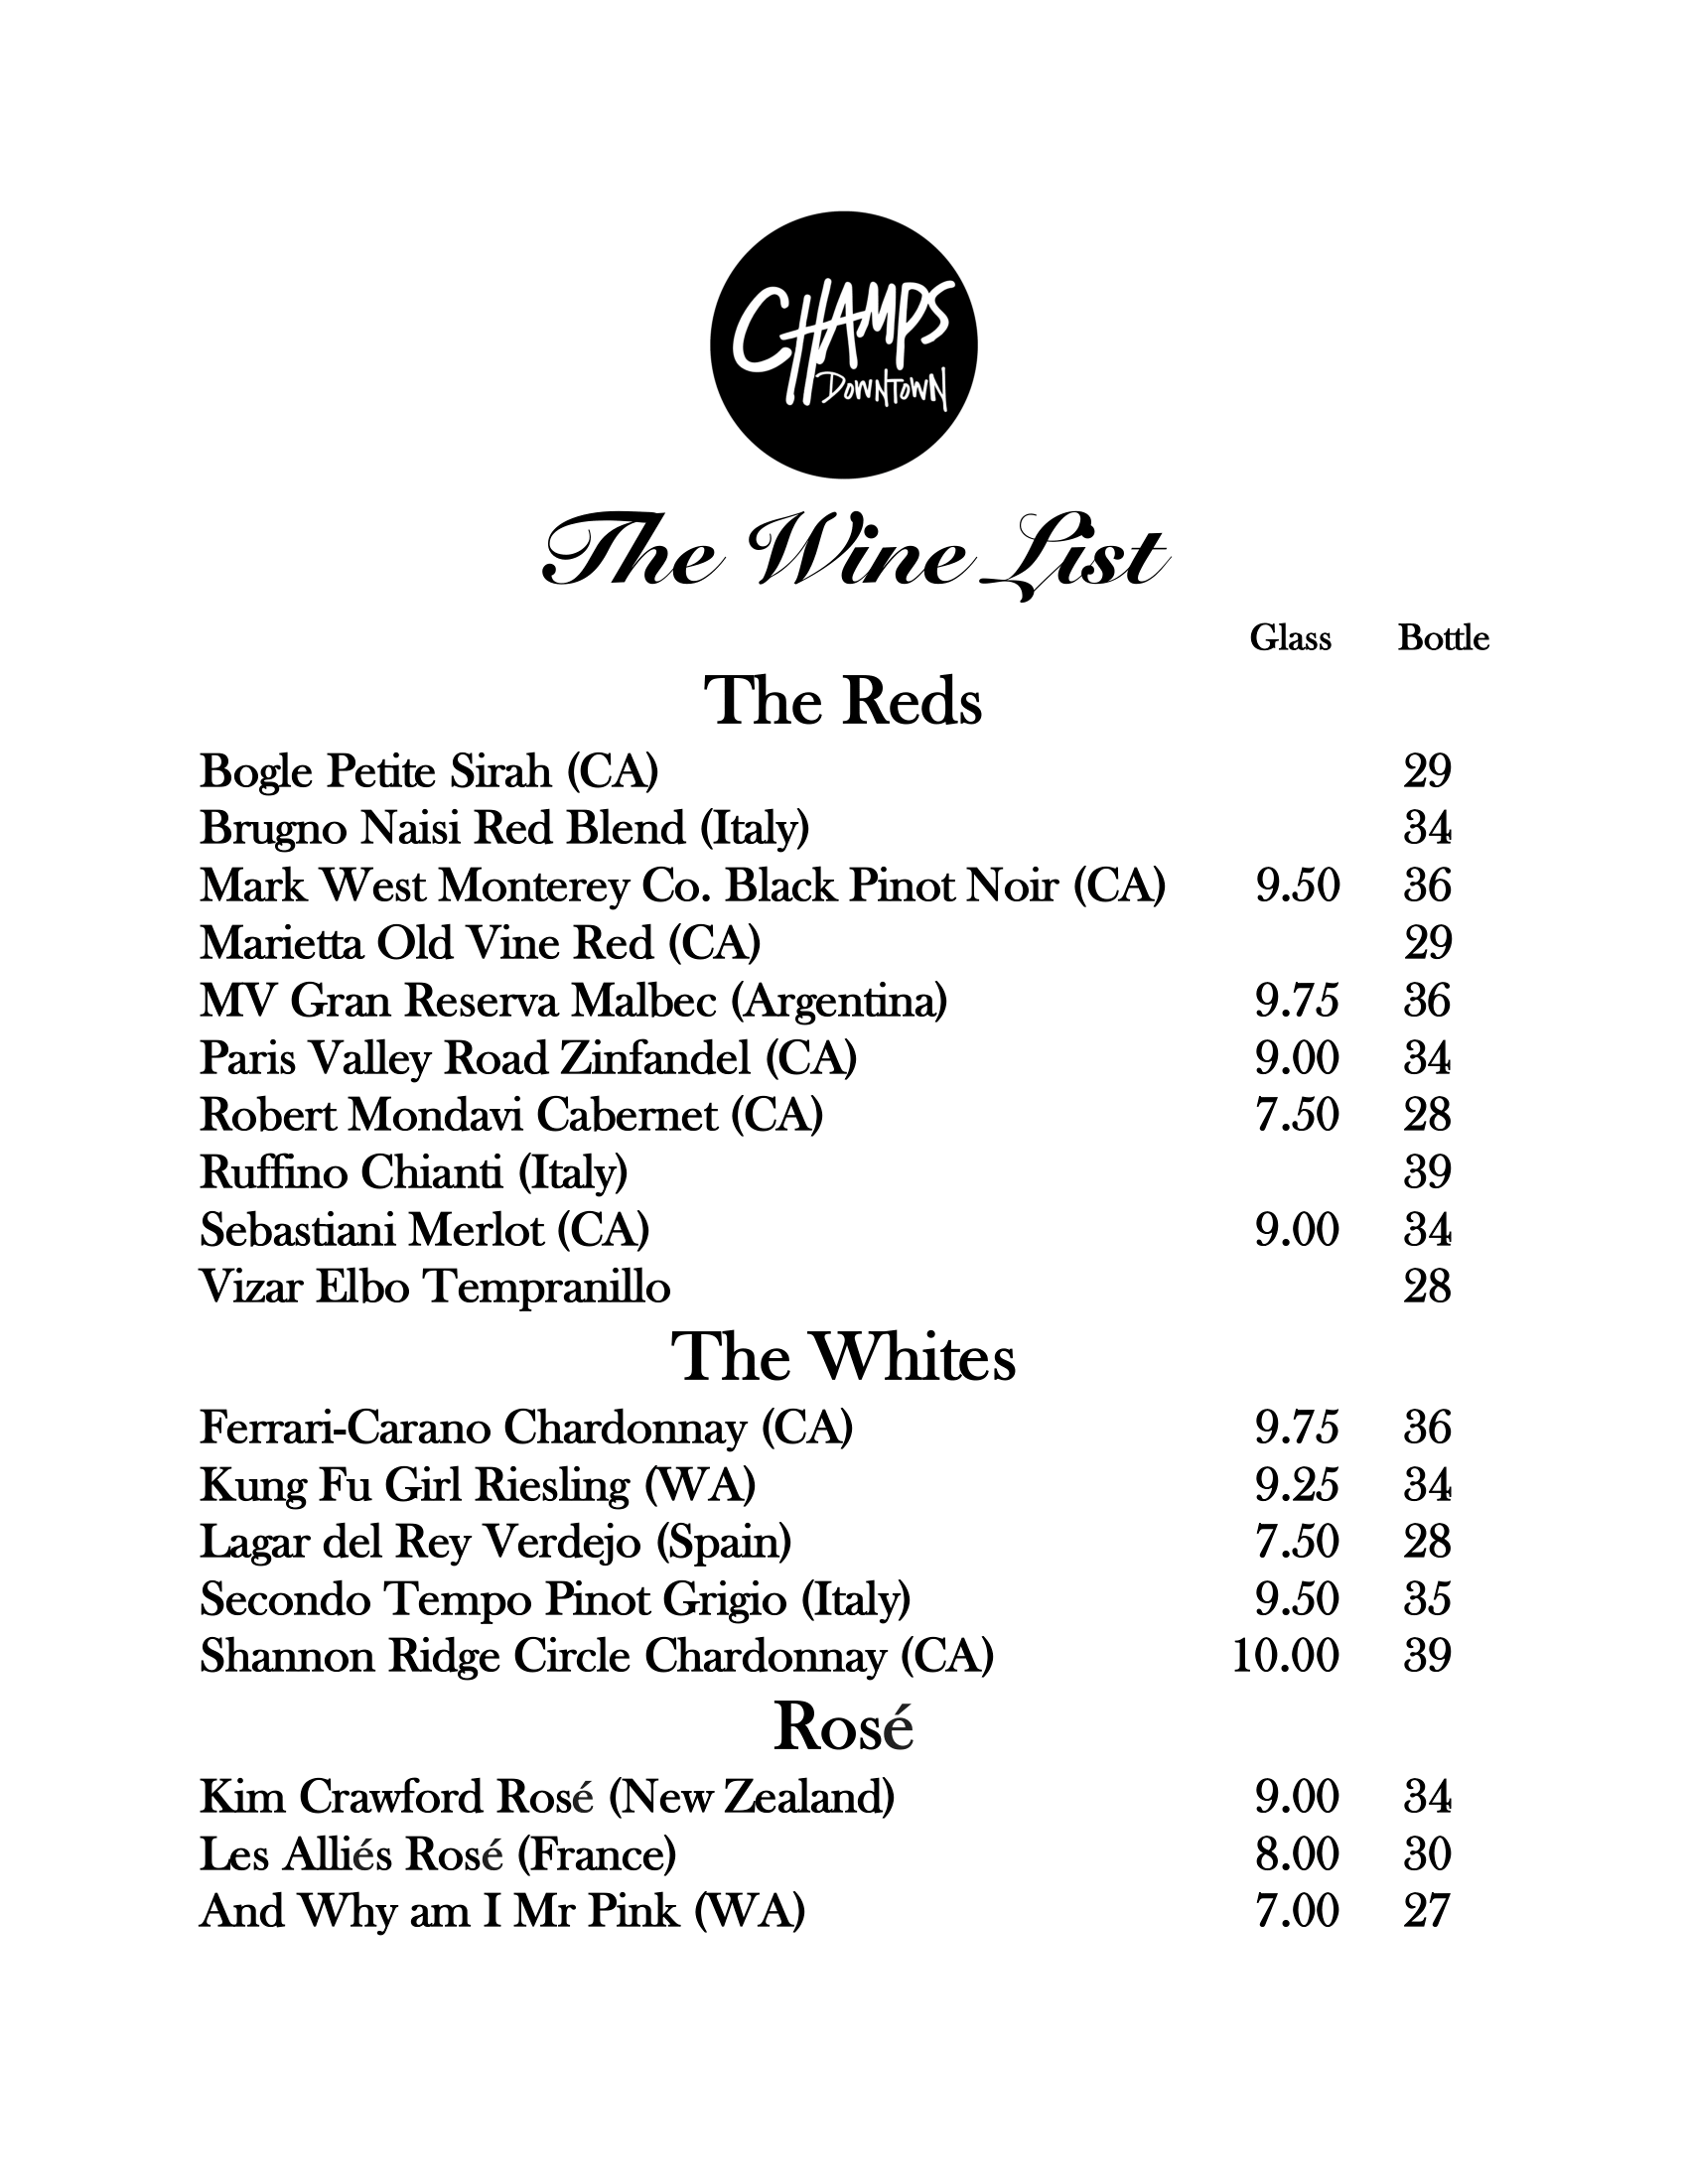 CHAMPS
DOWNTOWN
The Wine List
Glass Bottle
The Reds
Bogle Petite Sirah (CA) 29
Brugno Naisi Red Blend (Italy) 34
Mark West Monterey Co. Black Pinot Noir (CA) 9.50 36
Marietta Old Vine Red (CA) 29
MV Gran Reserva Malbec (Argentina) 9.75 36
Paris Valley Road Zinfandel (CA) 9.00 34
Robert Mondavi Cabernet (CA) 7.50 28
Ruffino Chianti (Italy) 39
Sebastiani Merlot (CA) 9.00 34
Vizar Elbo Tempranillo 28
The Whites
Ferrari-Carano Chardonnay (CA) 9.75 36
Kung Fu Girl Riesling (WA) 9.25 34
Lagar del Rey Verdejo (Spain) 7.50 28
Secondo Tempo Pinot Grigio (Italy) 9.50 35
Shannon Ridge Circle Chardonnay (CA) 10.00 39
Rosé
Kim Crawford Rosé (New Zealand) 9.00 34
Les Alliés Rosé (France) 8.00 30
And Why am I Mr Pink (WA) 7.00 27